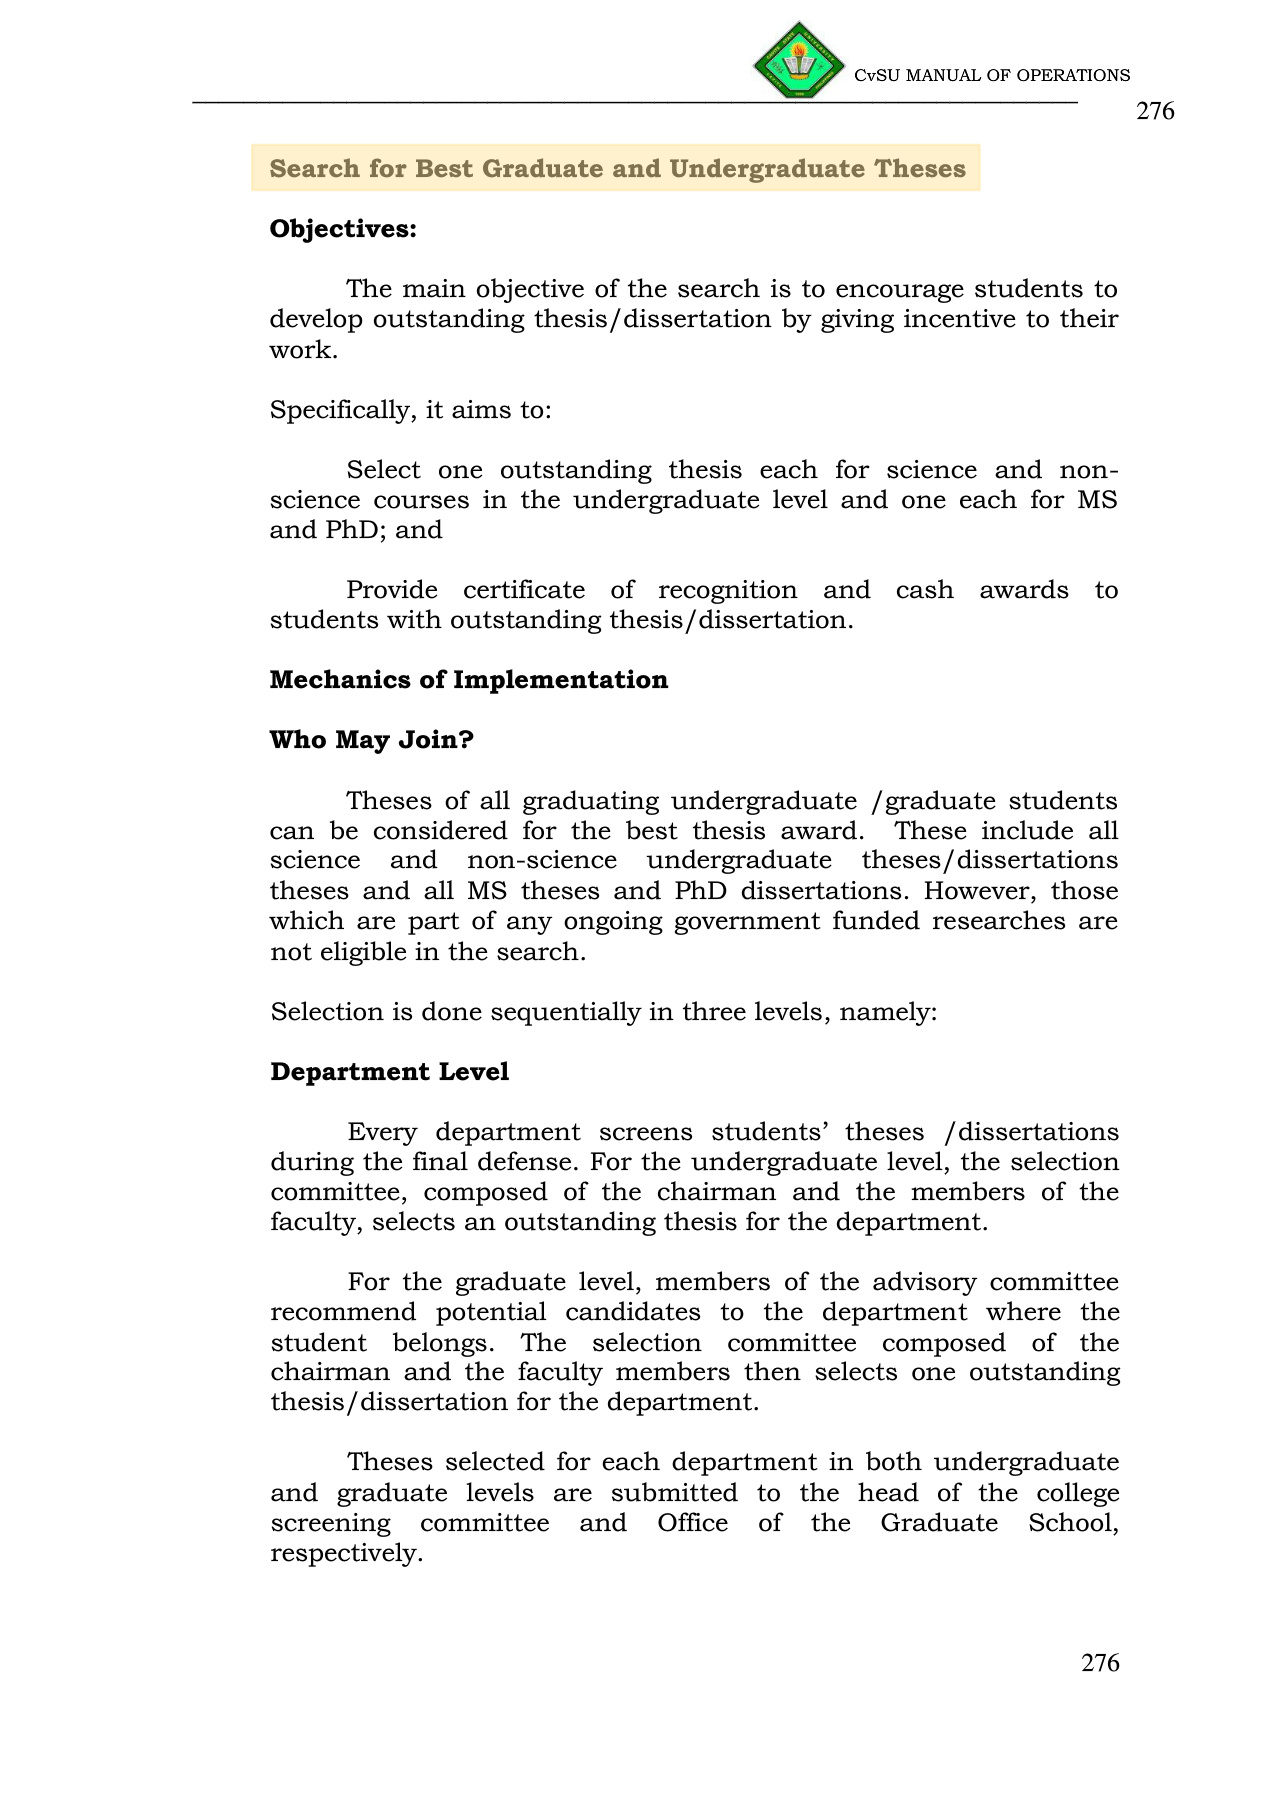 CvSU MANUAL OF OPERATIONS
276
Search for Best Graduate and Undergraduate Theses
Objectives:
The main objective of the search is to encourage students to
develop outstanding thesis/dissertation by giving incentive to their
work.
Specifically, it aims to:
Select one outstanding thesis each for science and non-
science courses in the undergraduate level and one each for MS
and PhD; and
Provide certificate of recognition and cash awards to
students with outstanding thesis/dissertation.
Mechanics of Implementation
Who May Join?
Theses of all graduating undergraduate /graduate students
can be considered for the best thesis award. These include all
science and non-science undergraduate theses/dissertations
theses and all MS theses and PhD dissertations. However, those
which are part of any ongoing government funded researches are
not eligible in the search.
Selection is done sequentially in three levels, namely:
Department Level
Every department screens students’ theses /dissertations
during the final defense. For the undergraduate level, the selection
committee, composed of the chairman and the members of the
faculty, selects an outstanding thesis for the department.
For the graduate level, members of the advisory committee
recommend potential candidates to the department where the
student belongs. The selection committee composed of the
chairman and the faculty members then selects one outstanding
thesis/dissertation for the department.
Theses selected for each department in both undergraduate
and graduate levels are submitted to the head of the college
screening committee and Office of the Graduate School,
respectively.
276